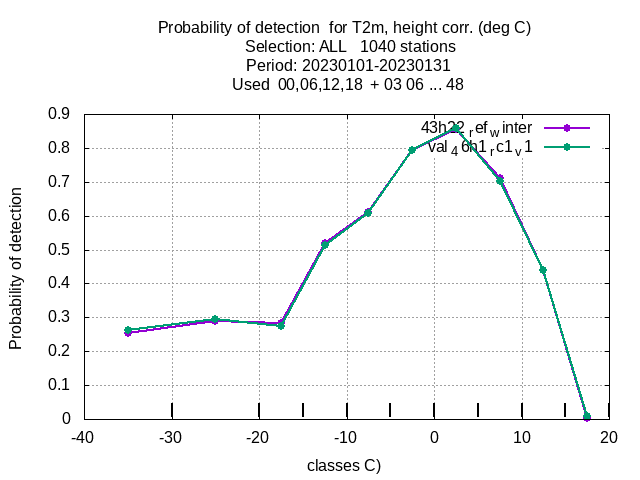 Probability of detection  for T2m, height corr. (deg C)
Selection: ALL   1040 stations
Period: 20230101-20230131
Used  00,06,12,18  + 03 06 ... 48
43h22refwinter
val46h1rc1v1
Probability of detection
0.9
0.8
0.7
0.6
0.5
0.4
0.3
0.2
0.1
0
-40 -30 -20 -10 0 10 20
classes C)